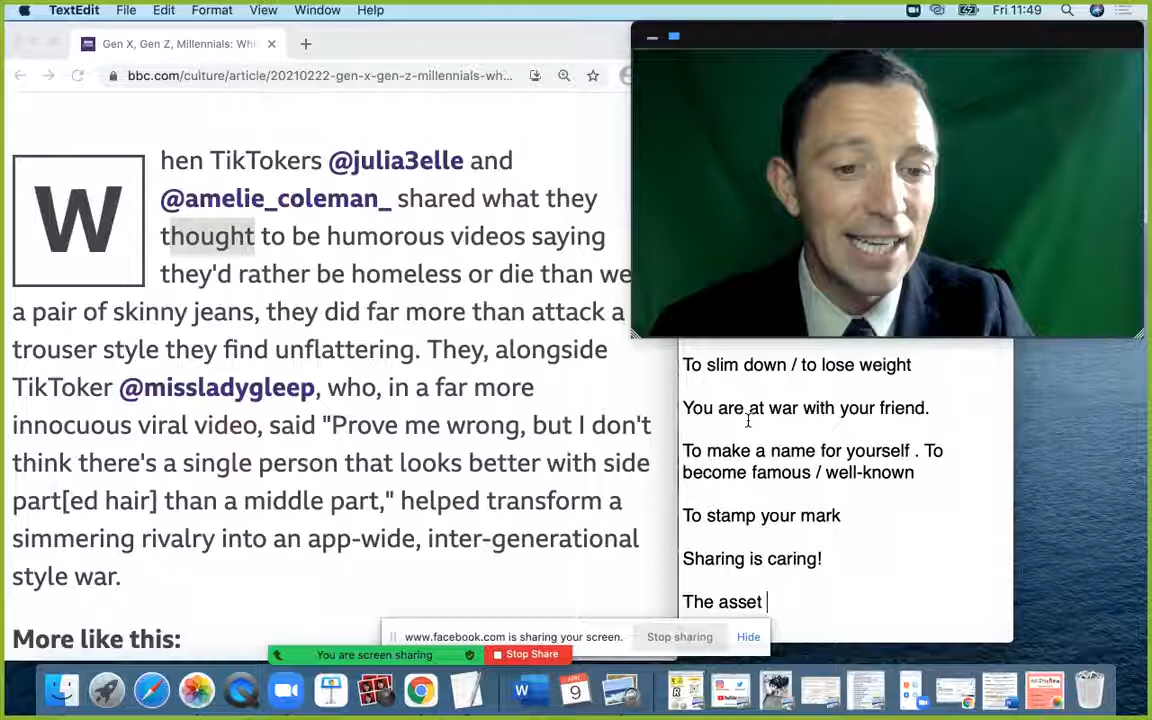 TextEdit File Edit Format View Window Help Fri 11:49
Gen X, Gen Z, Millennials: Whi
bbc.com/culture/article/20210222-gen-x-gen-z-millennials-wh...
W
hen TikTokers @julia3elle and
@amelie_coleman_ shared what they
thought to be humorous videos saying
they'd rather be homeless or die than we
a pair of skinny jeans, they did far more than attack a
trouser style they find unflattering. They, alongside
TikToker @missladygleep, who, in a far more
innocuous viral video, said "Prove me wrong, but I don't
think there's a single person that looks better with side
part[ed hair] than a middle part," helped transform a
simmering rivalry into an app-wide, inter-generational
style war.
More like this:
To slim down / to lose weight
You are at war with your friend.
To make a name for yourself . To
become famous / well-known
To stamp your mark
Sharing is caring!
The asset
www.facebook.com is sharing your screen. Stop sharing Hide
You are screen sharing Stop Share
W
9